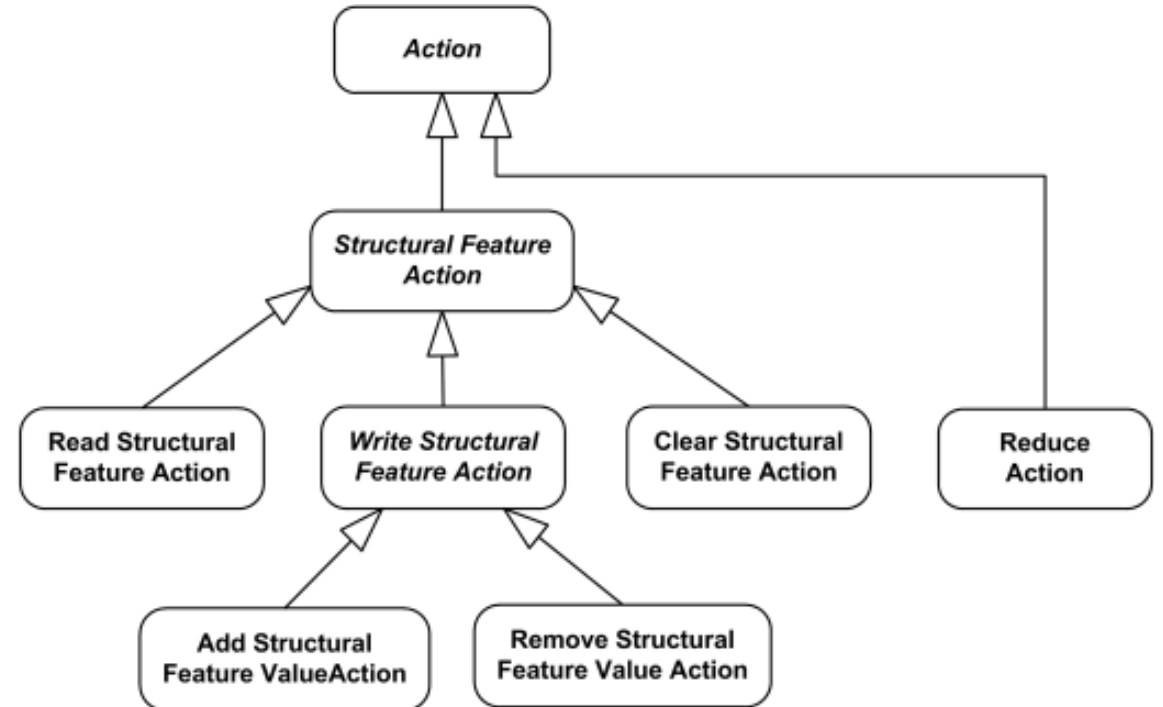 Action
Structural Feature
Action
Read Structural
Feature Action
Write Structural
Feature Action
Clear Structural
Feature Action
Reduce
Action
Add Structural
Feature ValueAction
Remove Structural
Feature Value Action